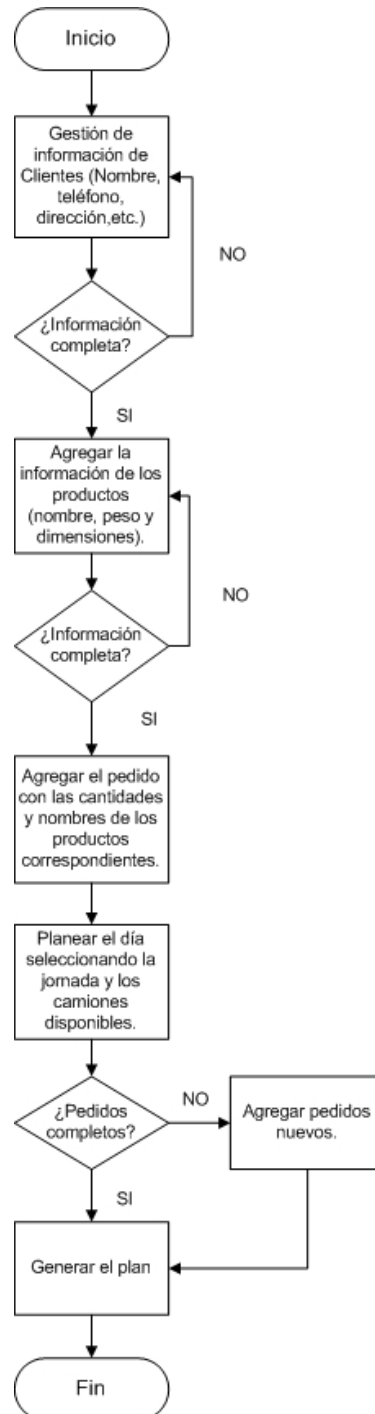 Inicio
Gestión de
información de
Clientes (Nombre,
teléfono,
dirección,etc.)
NO
¿Información
completa?
SI
Agregar la
información de los
productos
(nombre, peso y
dimensiones).
NO
¿Información
completa?
SI
Agregar el pedido
con las cantidades
y nombres de los
productos
correspondientes.
Planear el día
seleccionando la
jornada y los
camiones
disponibles.
¿Pedidos
completos?
NO
Agregar pedidos
nuevos.
SI
Generar el plan
Fin